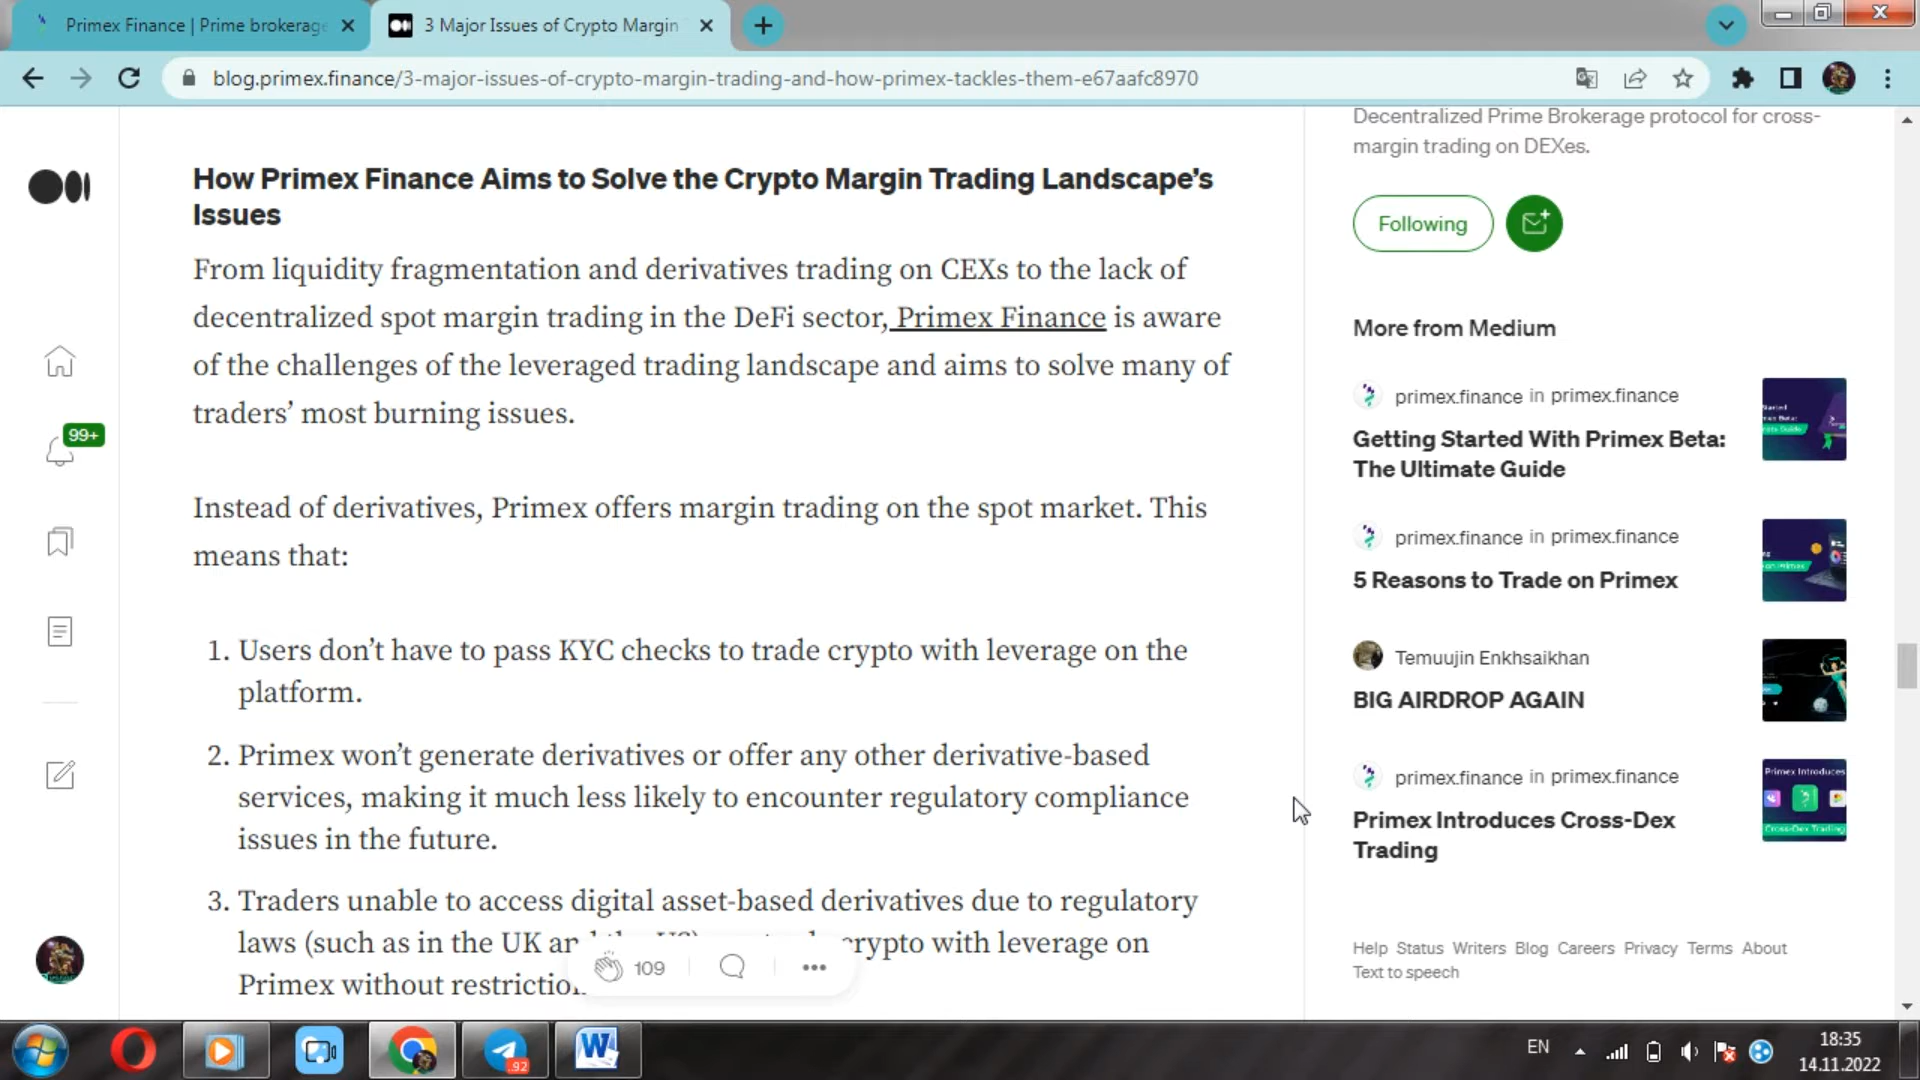 Primex Finance | Prime brokerage
3 Major Issues of Crypto Margin
blog.primex.finance/3-major-issues-of-crypto-margin-trading-and-how-primex-tackles-them-e67aafc8970
How Primex Finance Aims to Solve the Crypto Margin Trading Landscape’s
Issues
From liquidity fragmentation and derivatives trading on CEXs to the lack of
decentralized spot margin trading in the DeFi sector, Primex Finance is aware
of the challenges of the leveraged trading landscape and aims to solve many of
traders’ most burning issues.
Instead of derivatives, Primex offers margin trading on the spot market. This
means that:
1. Users don’t have to pass KYC checks to trade crypto with leverage on the
platform.
2. Primex won’t generate derivatives or offer any other derivative-based
services, making it much less likely to encounter regulatory compliance
issues in the future.
3. Traders unable to access digital asset-based derivatives due to regulatory
laws (such as in the UK and the US) crypto with leverage on
Primex without restriction
99+
109
Decentralized Prime Brokerage protocol for cross-
margin trading on DEXes.
Following
More from Medium
primex.finance in primex.finance
Getting Started With Primex Beta:
The Ultimate Guide
primex.finance in primex.finance
5 Reasons to Trade on Primex
on Primex
Temuujin Enkhsaikhan
BIG AIRDROP AGAIN
primex.finance in primex.finance
Primex Introduces Cross-Dex
Trading
Primex Introduces
Cross-Dex Trading
Help Status Writers Blog Careers Privacy Terms About
Text to speech
92
EN
18:35
14.11.2022